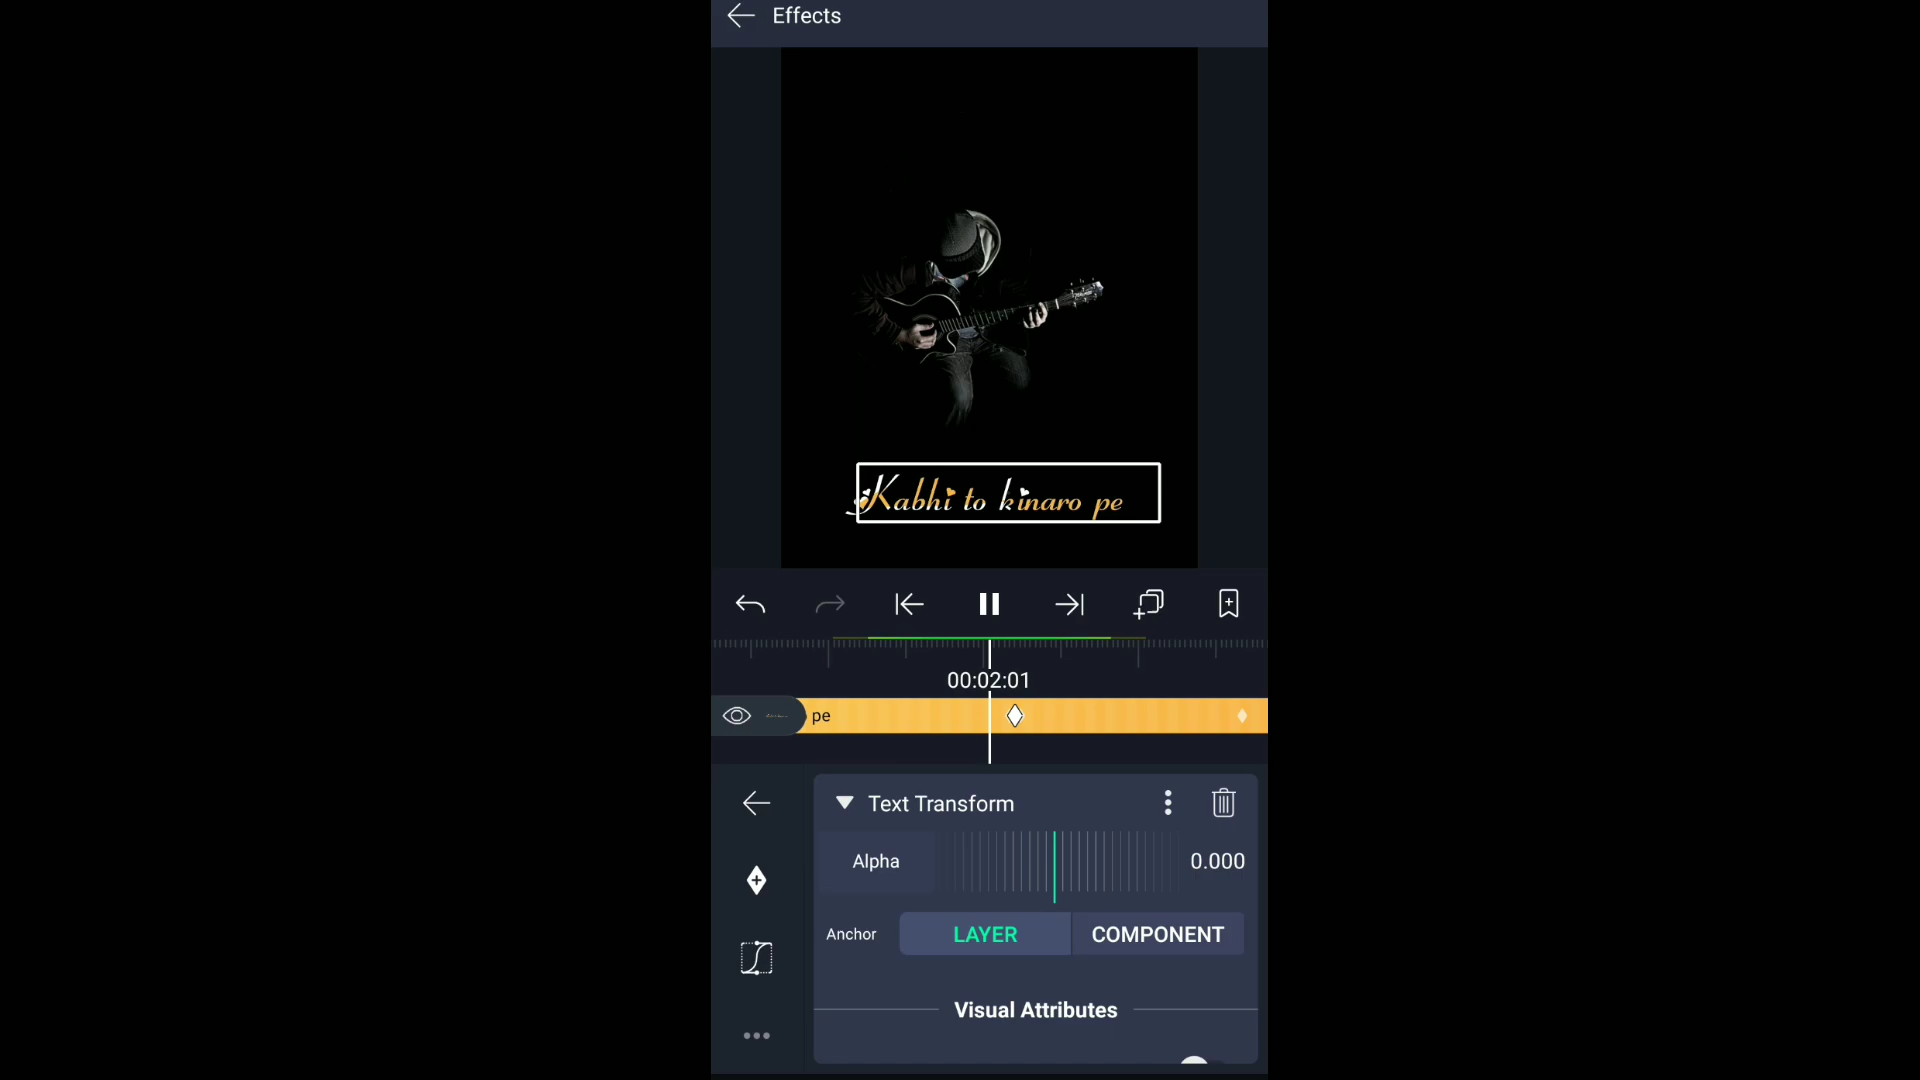 Effects
Kabhi to kinaro pe
00:02:01
pe
Text Transform
Alpha
0.000
Anchor
LAYER
COMPONENT
Visual Attributes